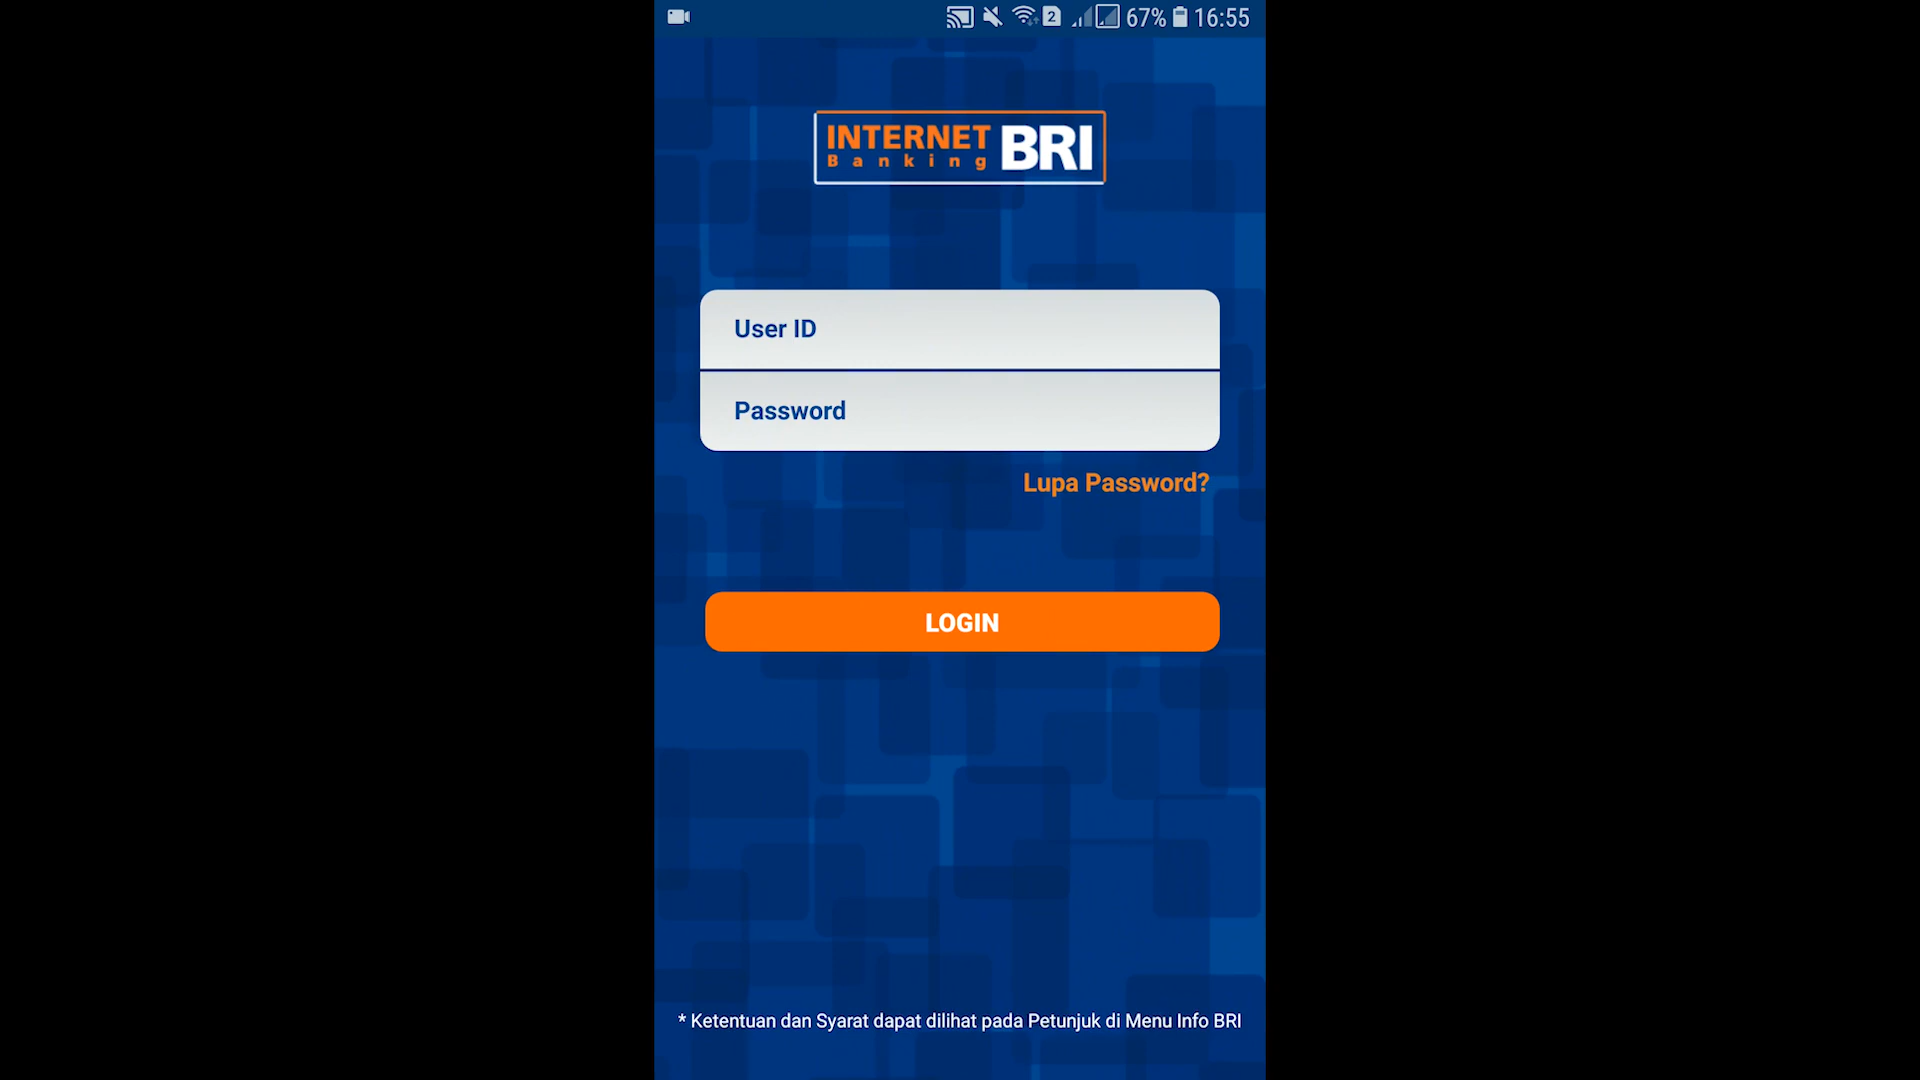 2 67% 16:55
INTERNET
Banking
BRI
User ID
Password
Lupa Password?
LOGIN
* Ketentuan dan Syarat dapat dilihat pada Petunjuk di Menu Info BRI